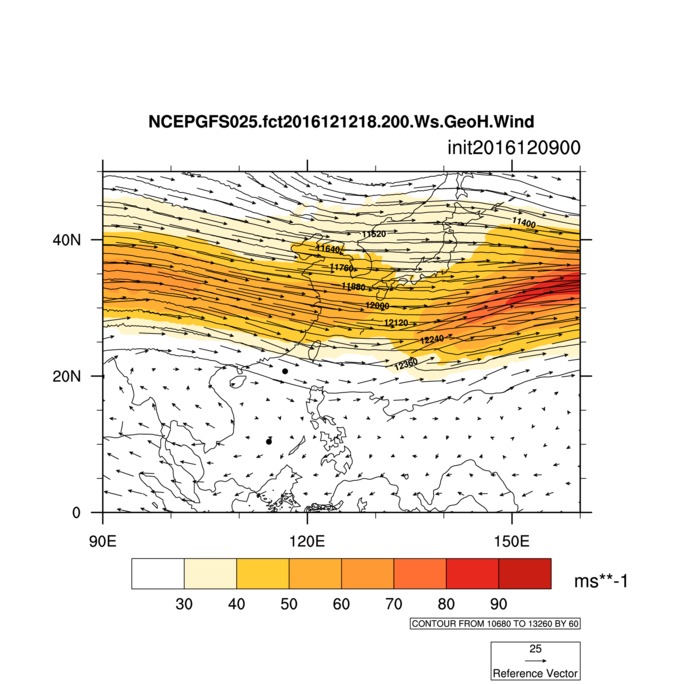 NCEPGFS025.fct2016121218.200.Ws.GeoH.Wind
init2016120900
11400
11520
40N
11640
11760
11880
12000
12120
12240
12360
20N
0
90E 120E 150E
ms**-1
30 40 50 60 70 80 90
CONTOUR FROM 10680 TO 13260 BY 60
25
Reference Vector